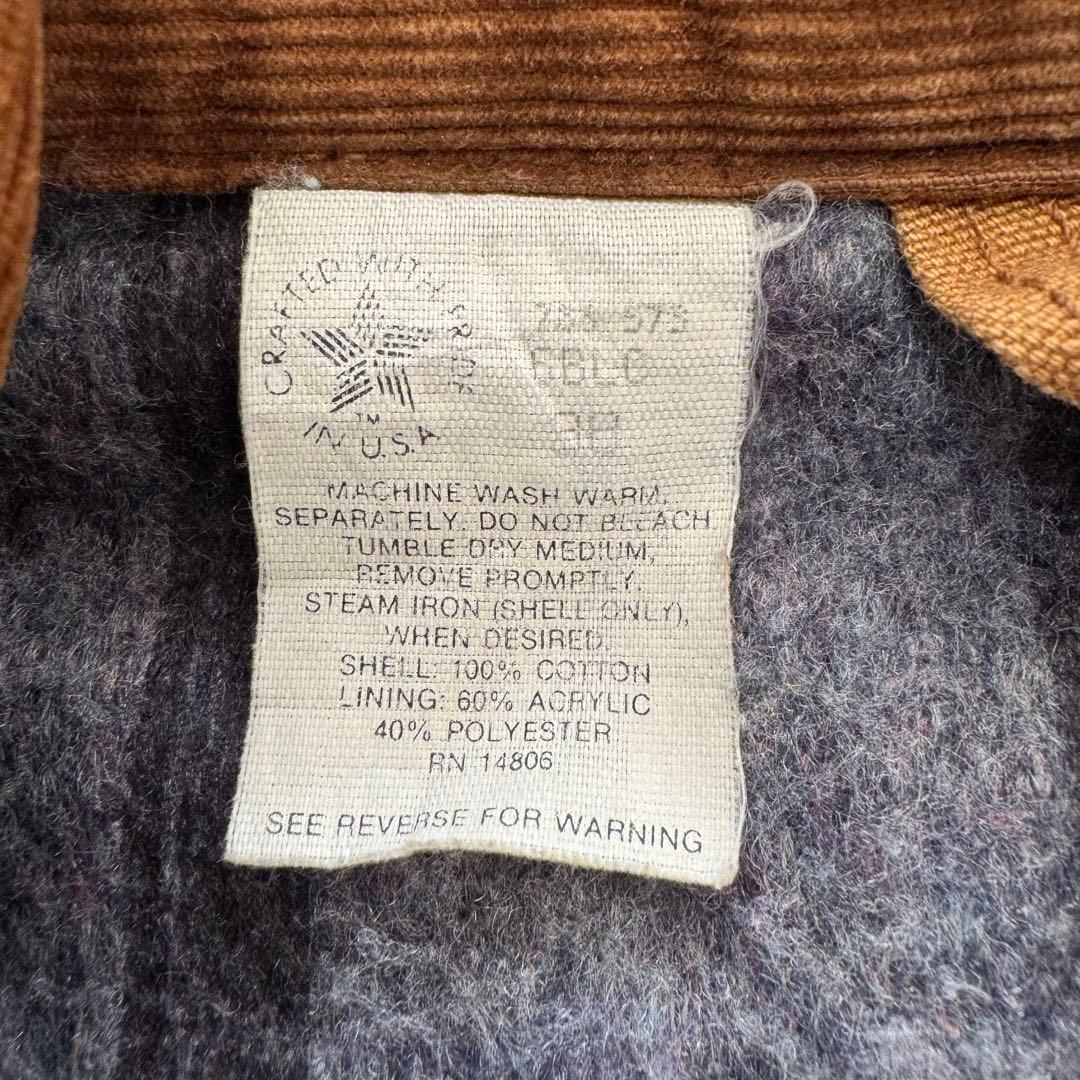 CRAFTED WITH PRIDE
IN U.S.A.
TM
MACHINE WASH WARM,
SEPARATELY. DO NOT BLEACH
TUMBLE DRY MEDIUM,
REMOVE PROMPTLY.
STEAM IRON (SHELL ONLY),
WHEN DESIRED.
SHELL: 100% COTTON
LINING: 60% ACRYLIC
40% POLYESTER
RN 14806
SEE REVERSE FOR WARNING